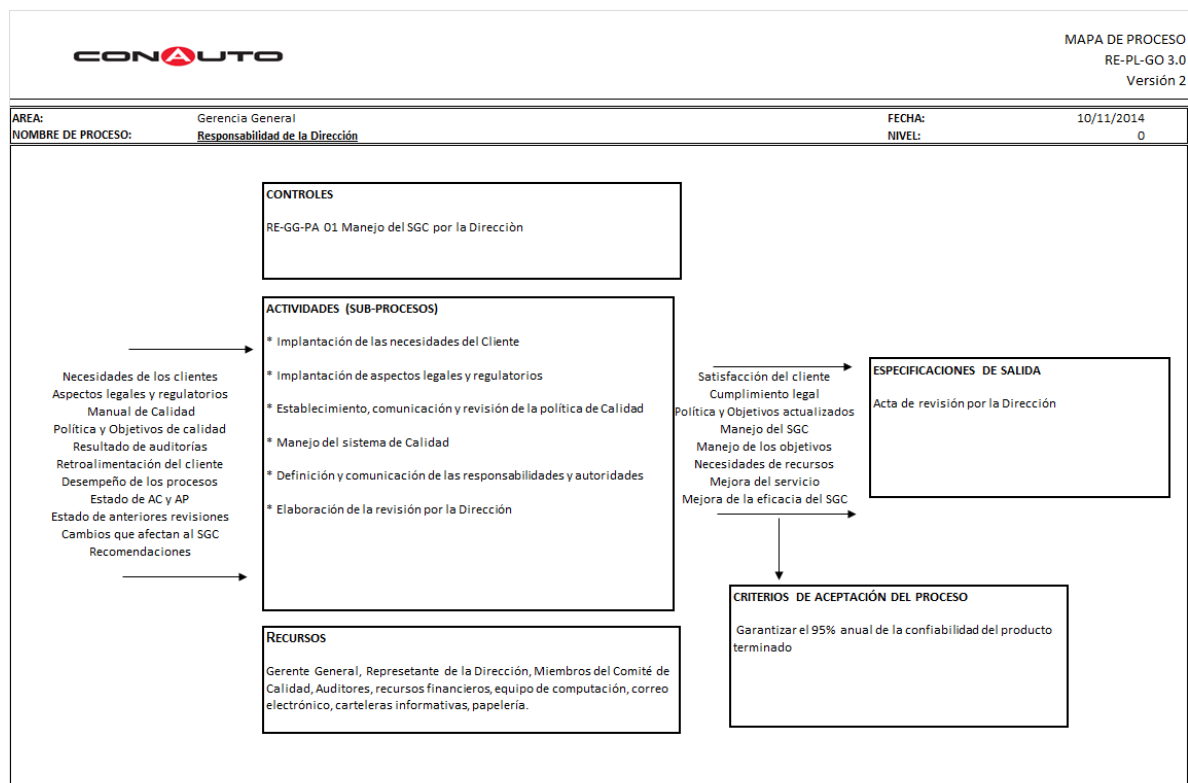 CONAUTO
MAPA DE PROCESO
RE-PL-GO 3.0
Versión 2
AREA: Gerencia General FECHA: 10/11/2014
NOMBRE DE PROCESO: Responsabilidad de la Dirección NIVEL: 0
CONTROLES
RE-GG-PA 01 Manejo del SGC por la Direcciòn
ACTIVIDADES (SUB-PROCESOS)
* Implantación de las necesidades del Cliente
* Implantación de aspectos legales y regulatorios
* Establecimiento, comunicación y revisión de la política de Calidad
* Manejo del sistema de Calidad
* Definición y comunicación de las responsabilidades y autoridades
* Elaboración de la revisión por la Dirección
Necesidades de los clientes
Aspectos legales y regulatorios
Manual de Calidad
Política y Objetivos de calidad
Resultado de auditorías
Retroalimentación del cliente
Desempeño de los procesos
Estado de AC y AP
Estado de anteriores revisiones
Cambios que afectan al SGC
Recomendaciones
Satisfacción del cliente
Cumplimiento legal
Política y Objetivos actualizados
Manejo del SGC
Manejo de los objetivos
Necesidades de recursos
Mejora del servicio
Mejora de la eficacia del SGC
ESPECIFICACIONES DE SALIDA
Acta de revisión por la Dirección
CRITERIOS DE ACEPTACIÓN DEL PROCESO
Garantizar el 95% anual de la confiabilidad del producto
terminado
RECURSOS
Gerente General, Represetante de la Dirección, Miembros del Comité de
Calidad, Auditores, recursos financieros, equipo de computación, correo
electrónico, carteleras informativas, papelería.